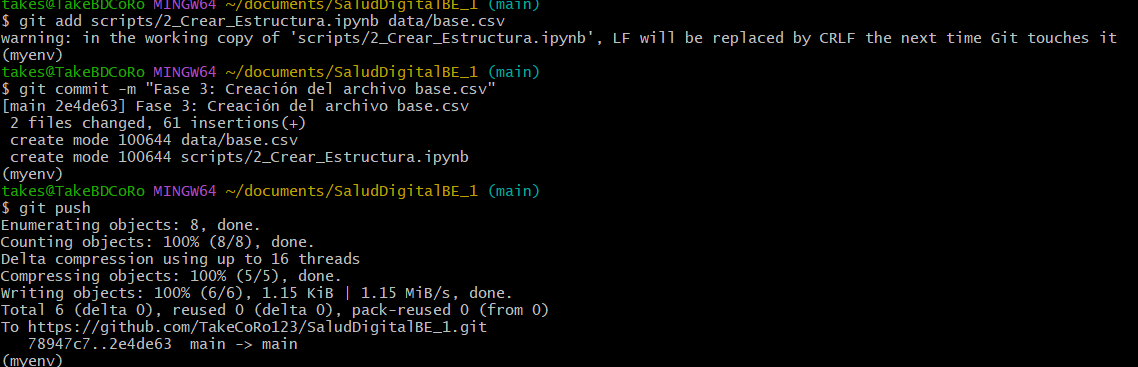 takes@TakeBDCoRo MINGW64 ~/documents/SaludDigitalBE_1 (main)
$ git add scripts/2_Crear_Estructura.ipynb data/base.csv
warning: in the working copy of 'scripts/2_Crear_Estructura.ipynb', LF will be replaced by CRLF the next time Git touches it
(myenv)
takes@TakeBDCoRo MINGW64 ~/documents/SaludDigitalBE_1 (main)
$ git commit -m "Fase 3: Creación del archivo base.csv"
[main 2e4de63] Fase 3: Creación del archivo base.csv
 2 files changed, 61 insertions(+)
 create mode 100644 data/base.csv
 create mode 100644 scripts/2_Crear_Estructura.ipynb
(myenv)
takes@TakeBDCoRo MINGW64 ~/documents/SaludDigitalBE_1 (main)
$ git push
Enumerating objects: 8, done.
Counting objects: 100% (8/8), done.
Delta compression using up to 16 threads
Compressing objects: 100% (5/5), done.
Writing objects: 100% (6/6), 1.15 KiB | 1.15 MiB/s, done.
Total 6 (delta 0), reused 0 (delta 0), pack-reused 0 (from 0)
To https://github.com/TakeCoRo123/SaludDigitalBE_1.git
   78947c7..2e4de63  main -> main
(myenv)